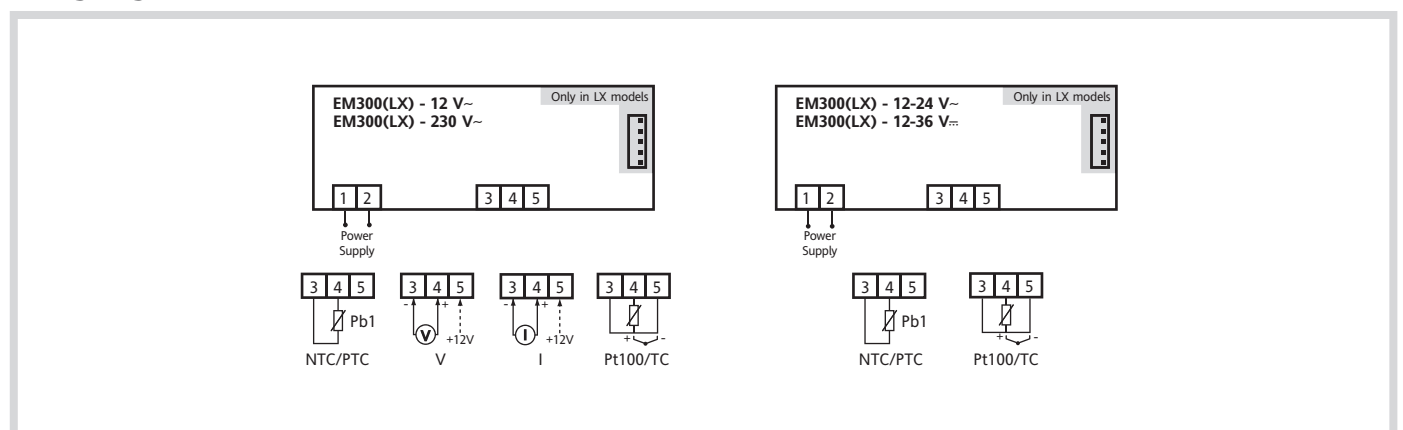 EM300(LX) - 12 V~ Only in LX models
EM300(LX) - 230 V~
1 2 3 4 5
Power
Supply
3 4 5 3 4 5 3 4 5 3 4 5
- + - +
Pb1 V +12V I +12V + -
NTC/PTC V I Pt100/TC
EM300(LX) - 12-24 V~ Only in LX models
EM300(LX) - 12-36 V⎓
1 2 3 4 5
Power
Supply
3 4 5 3 4 5
Pb1 + -
NTC/PTC Pt100/TC